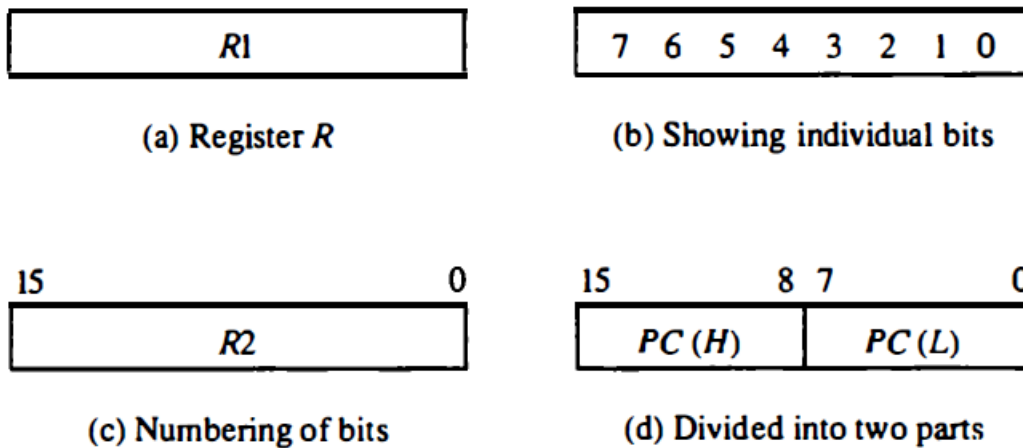 R1
7 6 5 4 3 2 1 0
(a) Register R
(b) Showing individual bits
15 0
15 8 7 0
R2
PC (H) PC (L)
(c) Numbering of bits
(d) Divided into two parts